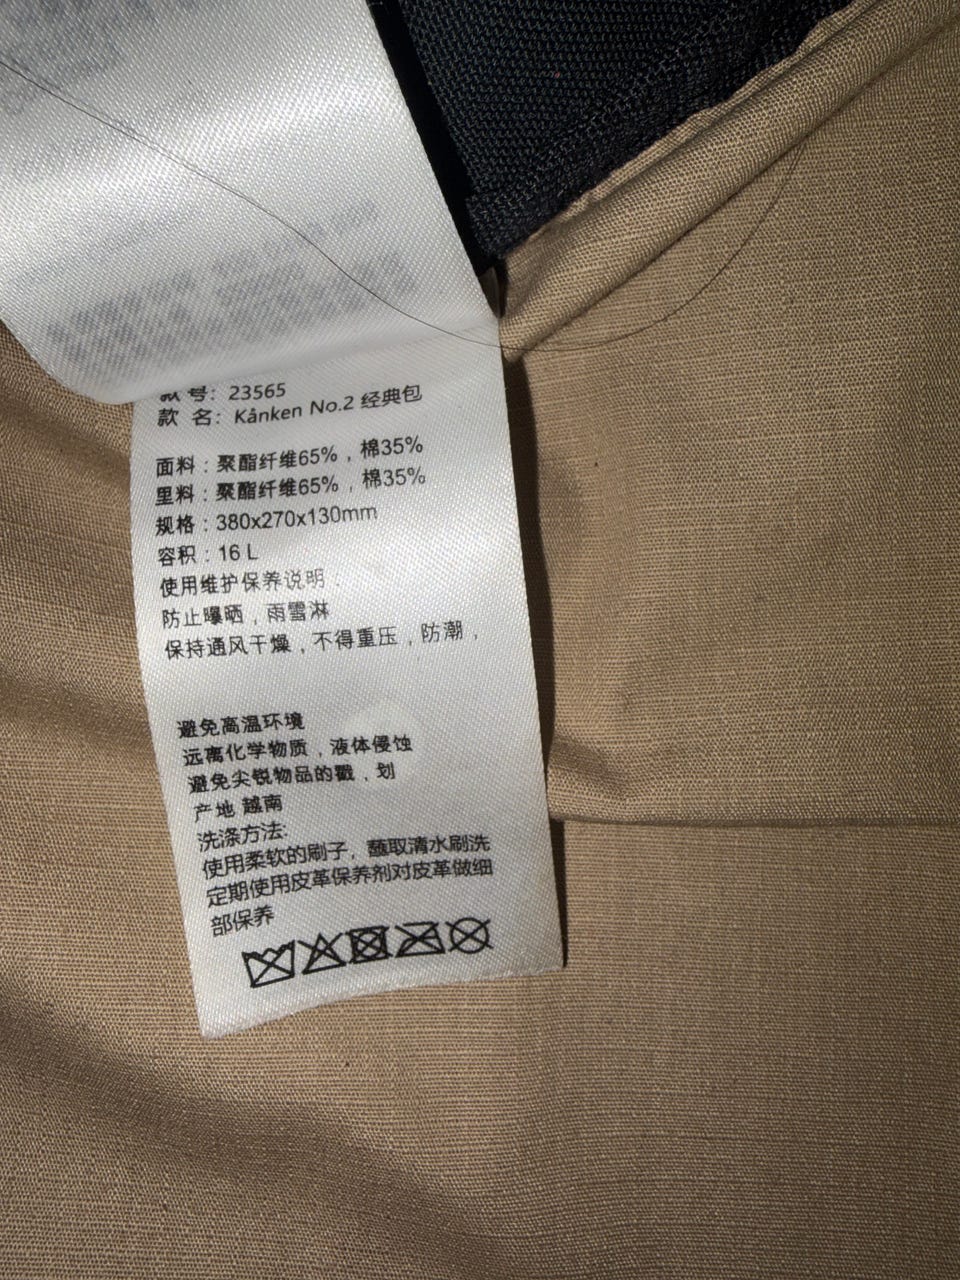 款 号：23565
款 名：Kånken No.2 经典包
面料：聚酯纤维65%，棉35%
里料：聚酯纤维65%，棉35%
规格：380x270x130mm
容积：16 L
使用维护保养说明．
防止曝晒，雨雪淋
保持通风干燥，不得重压，防潮，
避免高温环境
远离化学物质，液体侵蚀
避免尖锐物品的戳，划
产地 越南
洗涤方法:
使用柔软的刷子，蘸取清水刷洗
定期使用皮革保养剂对皮革做细
部保养